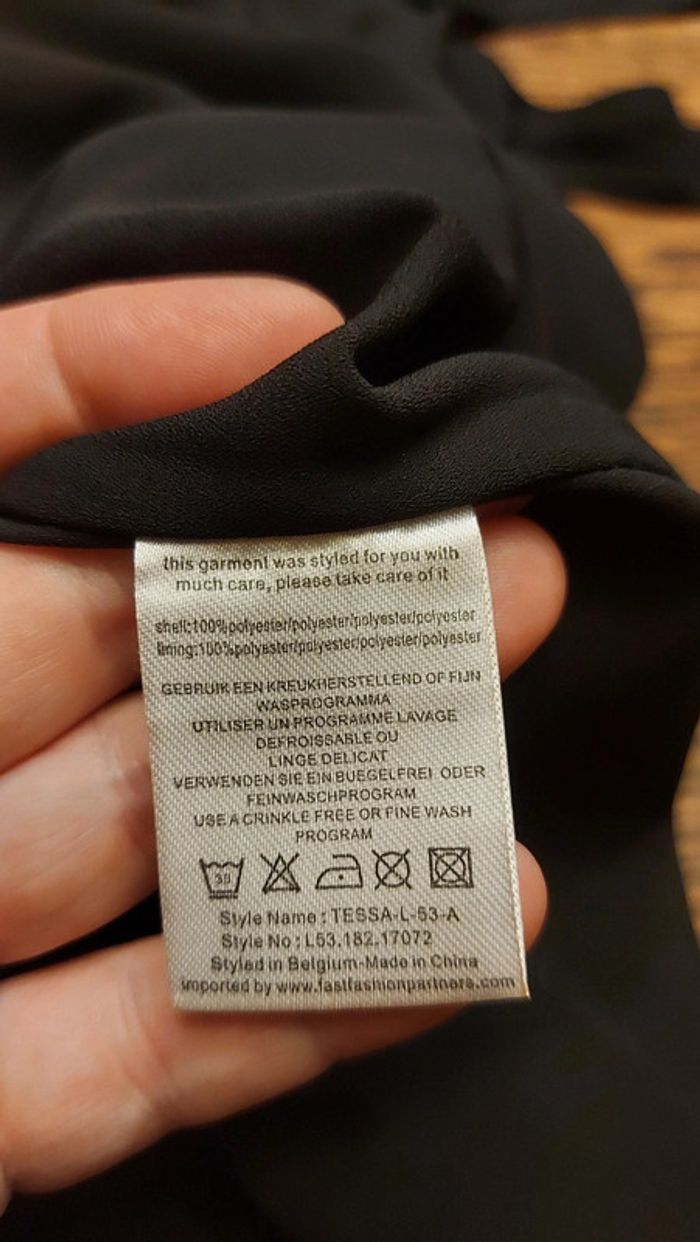 this garment was styled for you with
much care, please take care of it
shell:100%polyester/polyester/polyester/polyester
lining:100%polyester/polyester/polyester/polyester
GEBRUIK EEN KREUKHERSTELLEND OF FIJN
WASPROGRAMMA
UTILISER UN PROGRAMME LAVAGE
DEFROISSABLE OU
LINGE DELICAT
VERWENDEN SIE EIN BUEGELFREI ODER
FEINWASCHPROGRAM
USE A CRINKLE FREE OR FINE WASH
PROGRAM
30
Style Name : TESSA-L-53-A
Style No : L53.182.17072
Styled in Belgium-Made in China
imported by www.fastfashionpartners.com